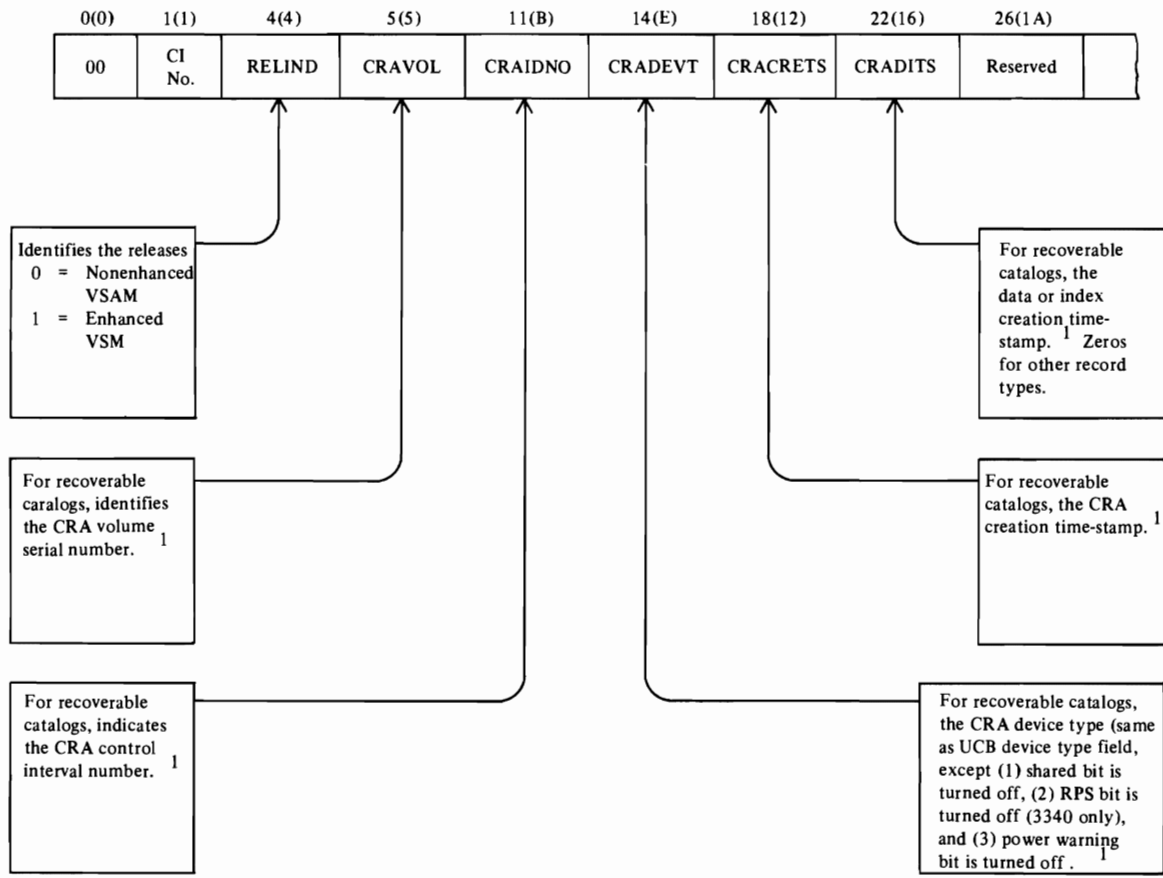 0(0) 1(1) 4(4) 5(5) 11(B) 14(E) 18(12) 22(16) 26(1A)
00 CI No. RELIND CRAVOL CRAIDNO CRADEVT CRACRETS CRADITS Reserved
Identifies the releases
0 = Nonenhanced
VSAM
1 = Enhanced
VSM
For recoverable
catalogs, the
data or index
creation time-
stamp. 1 Zeros
for other record
types.
For recoverable
caralogs, identifies
the CRA volume
serial number. 1
For recoverable
catalogs, the CRA
creation time-stamp. 1
For recoverable
catalogs, indicates
the CRA control
interval number. 1
For recoverable catalogs,
the CRA device type (same
as UCB device type field,
except (1) shared bit is
turned off, (2) RPS bit is
turned off (3340 only),
and (3) power warning
bit is turned off . 1